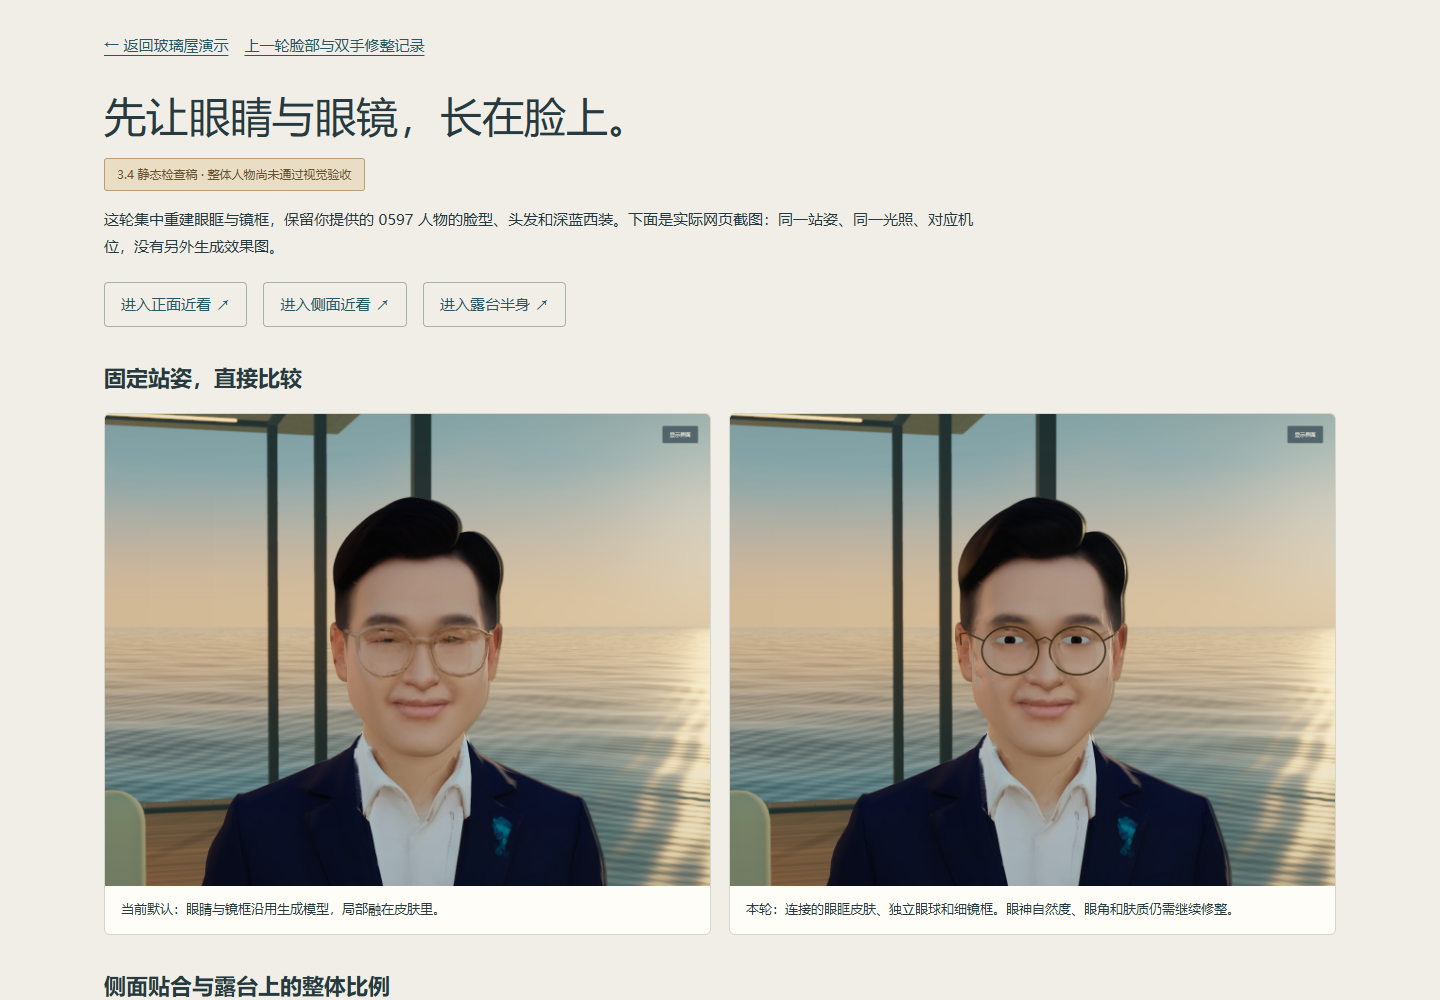 ← 返回玻璃屋演示 上一轮脸部与双手修整记录
先让眼睛与眼镜，长在脸上。
3.4 静态检查稿 · 整体人物尚未通过视觉验收
这轮集中重建眼眶与镜框，保留你提供的 0597 人物的脸型、头发和深蓝西装。下面是实际网页截图：同一站姿、同一光照、对应机
位，没有另外生成效果图。
进入正面近看 ↗ 进入侧面近看 ↗ 进入露台半身 ↗
固定站姿，直接比较
显示界面 显示界面
当前默认：眼睛与镜框沿用生成模型，局部融在皮肤里。
本轮：连接的眼眶皮肤、独立眼球和细镜框。眼神自然度、眼角和肤质仍需继续修整。
侧面贴合与露台上的整体比例